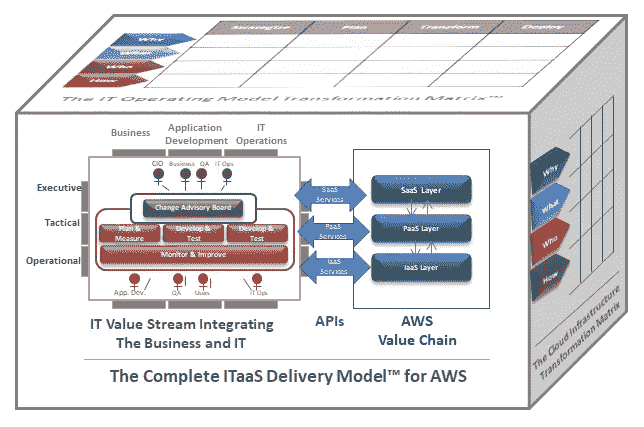 Strategize Plan Transform Deploy
Why
What
Who
How
The IT Operating Model Transformation Matrix™
Business
Application
Development
IT
Operations
CIO Business QA IT Ops
Executive
Tactical
Operational
Change Advisory Board
Plan &
Measure
Develop &
Test
Develop &
Test
Monitor & Improve
App. Dev. QA Users IT Ops
SaaS
Services
PaaS
Services
IaaS
Services
SaaS Layer
PaaS Layer
IaaS Layer
IT Value Stream Integrating
The Business and IT
APIs
AWS
Value Chain
The Complete ITaaS Delivery Model™ for AWS
Why
What
Who
How
The Cloud Infrastructure
Transformation Matrix